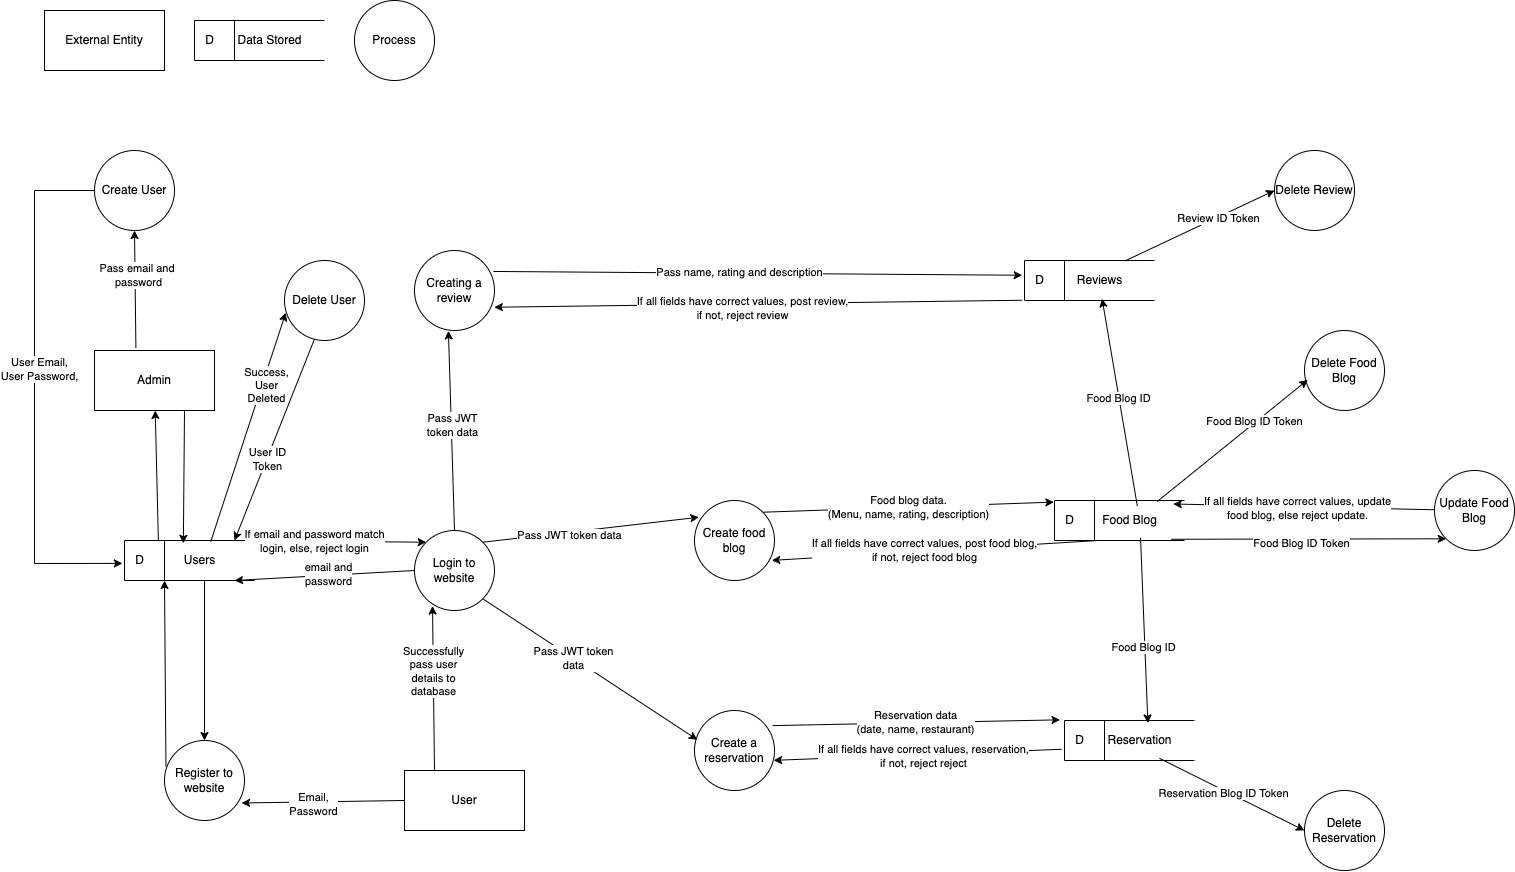 External Entity
D
Data Stored
Process
Create User
Delete Review
Review ID Token
Pass email and
password
Creating a
review
Pass name, rating and description
D
Reviews
Delete User
If all fields have correct values, post review,
if not, reject review
User Email,
User Password,
Admin
Success,
User
Deleted
Delete Food
Blog
Pass JWT
token data
Food Blog ID
Food Blog ID Token
User ID
Token
Food blog data.
(Menu, name, rating, description)
D
Food Blog
If all fields have correct values, update
food blog, else reject update.
Update Food
Blog
If email and password match
login, else, reject login
Pass JWT token data
Create food
blog
If all fields have correct values, post food blog,
if not, reject food blog
Food Blog ID Token
D
Users
email and
password
Login to
website
Successfully
pass user
details to
database
Pass JWT token
data
Food Blog ID
Reservation data
(date, name, restaurant)
Create a
reservation
If all fields have correct values, reservation,
if not, reject reject
D
Reservation
Register to
website
Email,
Password
User
Reservation Blog ID Token
Delete
Reservation